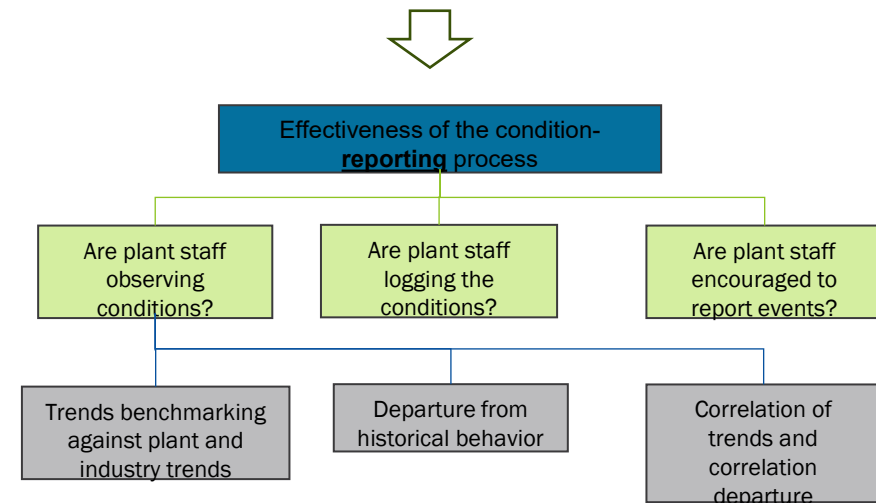 Effectiveness of the condition-
reporting process
Are plant staff
observing
conditions?
Are plant staff
logging the
conditions?
Are plant staff
encouraged to
report events?
Trends benchmarking
against plant and
industry trends
Departure from
historical behavior
Correlation of
trends and
correlation
departure